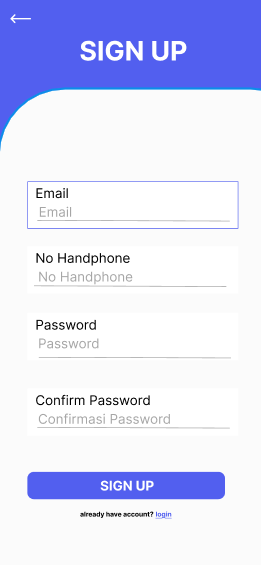 SIGN UP
Email
Email
No Handphone
No Handphone
Password
Password
Confirm Password
Confirmasi Password
SIGN UP
already have account? login